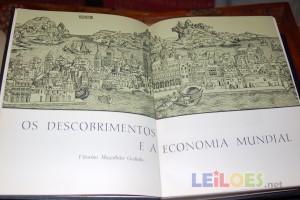 OS DESCOBRIMENTOS
E A ECONOMIA MUNDIAL
Vitorino Magalhães Godinho
LEiLOES.net